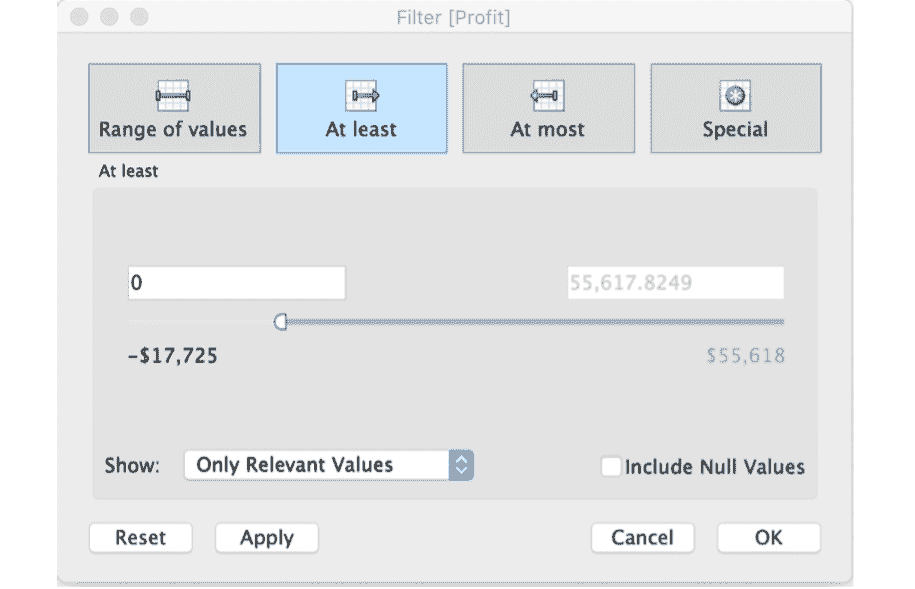 Filter [Profit]
Range of values
At least
At most
Special
At least
0
55,617.8249
-$17,725
$55,618
Show:
Only Relevant Values
Include Null Values
Reset
Apply
Cancel
OK